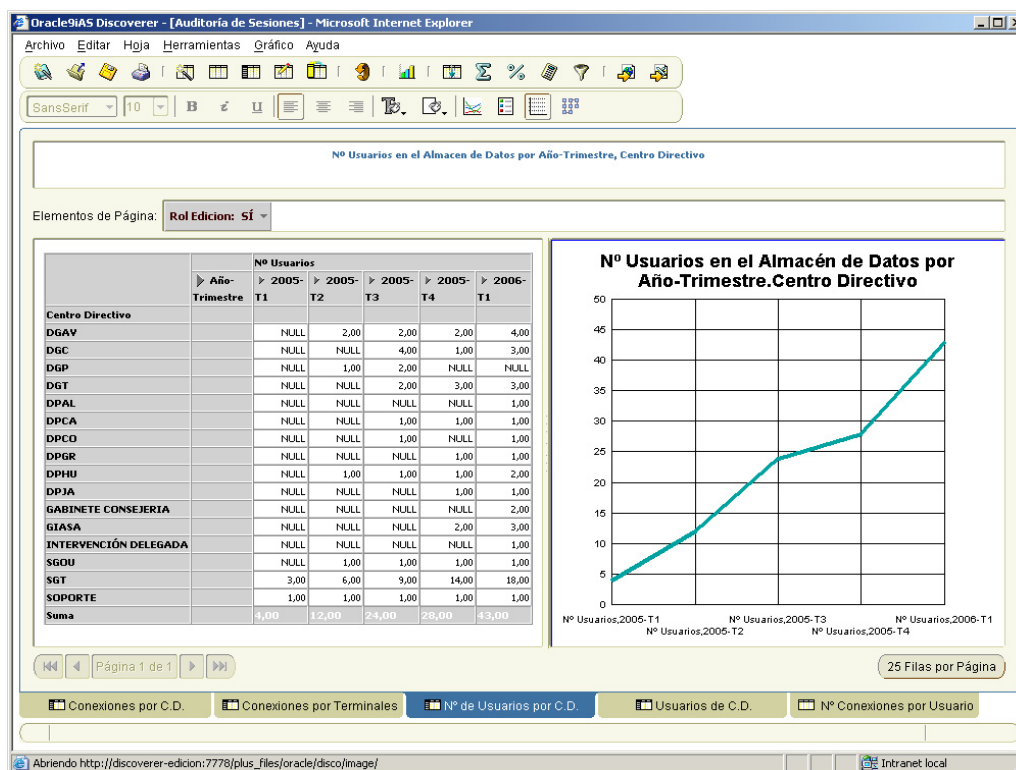 Oracle9iAS Discoverer - [Auditoría de Sesiones] - Microsoft Internet Explorer
Archivo Editar Hoja Herramientas Gráfico Ayuda
SansSerif 10 B i U
Nº Usuarios en el Almacen de Datos por Año-Trimestre, Centro Directivo
Elementos de Página: Rol Edicion: SÍ
Nº Usuarios
Año-Trimestre 2005-T1 2005-T2 2005-T3 2005-T4 2006-T1
Centro Directivo
DGAV NULL 2,00 2,00 2,00 4,00
DGC NULL NULL 4,00 1,00 3,00
DGP NULL 1,00 2,00 NULL NULL
DGT NULL NULL 2,00 3,00 3,00
DPAL NULL NULL NULL NULL 1,00
DPCA NULL NULL 1,00 1,00 1,00
DPCO NULL NULL 1,00 NULL 1,00
DPGR NULL NULL NULL 1,00 1,00
DPHU NULL 1,00 1,00 1,00 2,00
DPJA NULL NULL NULL 1,00 1,00
GABINETE CONSEJERIA NULL NULL NULL NULL 2,00
GIASA NULL NULL NULL 2,00 3,00
INTERVENCIÓN DELEGADA NULL NULL NULL NULL 1,00
SGOU NULL 1,00 1,00 1,00 1,00
SGT 3,00 6,00 9,00 14,00 18,00
SOPORTE 1,00 1,00 1,00 1,00 1,00
Suma 4,00 12,00 24,00 28,00 43,00
Nº Usuarios en el Almacén de Datos por
Año-Trimestre.Centro Directivo
50
45
40
35
30
25
20
15
10
5
0
Nº Usuarios,2005-T1 Nº Usuarios,2005-T3 Nº Usuarios,2006-T1
Nº Usuarios,2005-T2 Nº Usuarios,2005-T4
Página 1 de 1 25 Filas por Página
Conexiones por C.D. Conexiones por Terminales Nº de Usuarios por C.D. Usuarios de C.D. Nº Conexiones por Usuario
Abriendo http://discoverer-edicion:7778/plus_files/oracle/disco/image/ Intranet local